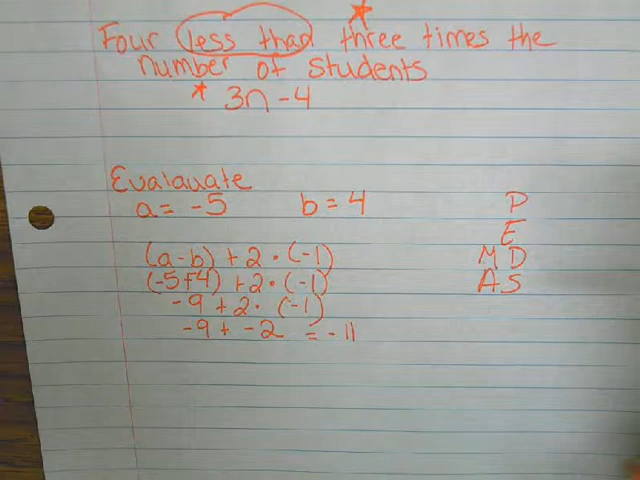 Four less than three times the
number of students
* 3n - 4
Evalauate
a = -5 b = 4 P
E
(a - b) + 2 · (-1) M D
(-5 + 4) + 2 · (-1) A S
-9 + 2 · (-1)
-9 + -2 = -11